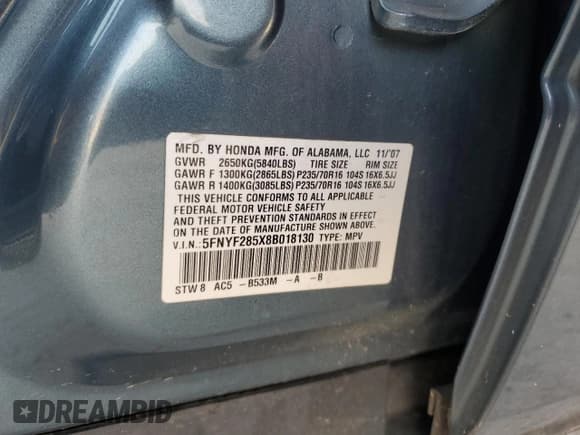 MFD. BY HONDA MFG. OF ALABAMA, LLC 11/'07
GVWR 2650KG(5840LBS) TIRE SIZE RIM SIZE
GAWR F 1300KG(2865LBS) P235/70R16 104S 16X6.5JJ
GAWR R 1400KG(3085LBS) P235/70R16 104S 16X6.5JJ
THIS VEHICLE CONFORMS TO ALL APPLICABLE
FEDERAL MOTOR VEHICLE SAFETY
AND THEFT PREVENTION STANDARDS IN EFFECT
ON THE DATE OF MANUFACTURE SHOWN ABOVE.
V.I.N.: 5FNYF285X8B018130 TYPE: MPV
STW8 AC5 -B533M -A -B
DREAMBID